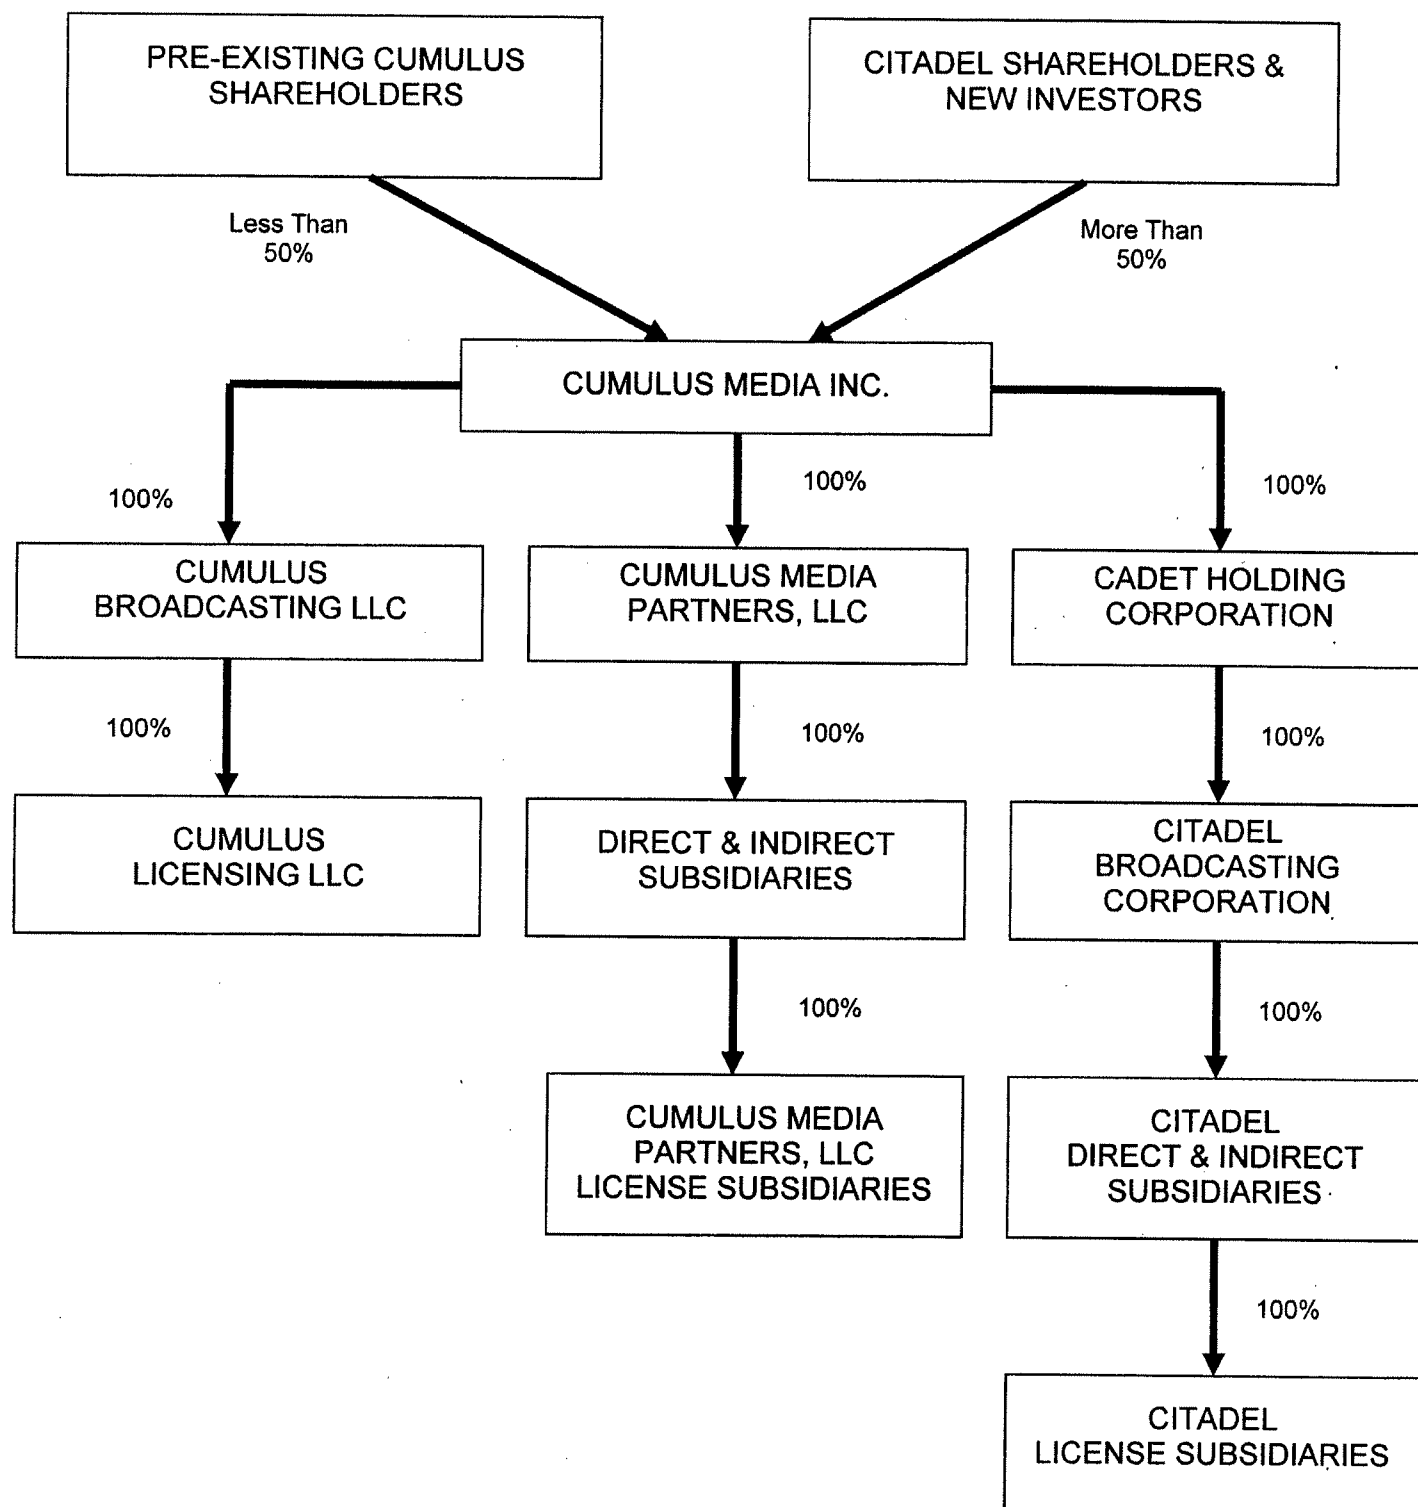 PRE-EXISTING CUMULUS
SHAREHOLDERS
CITADEL SHAREHOLDERS &
NEW INVESTORS
Less Than
50%
More Than
50%
CUMULUS MEDIA INC.
100%
100%
100%
CUMULUS
BROADCASTING LLC
CUMULUS MEDIA
PARTNERS, LLC
CADET HOLDING
CORPORATION
100%
100%
100%
CUMULUS
LICENSING LLC
DIRECT & INDIRECT
SUBSIDIARIES
CITADEL
BROADCASTING
CORPORATION
100%
100%
CUMULUS MEDIA
PARTNERS, LLC
LICENSE SUBSIDIARIES
CITADEL
DIRECT & INDIRECT
SUBSIDIARIES
100%
CITADEL
LICENSE SUBSIDIARIES